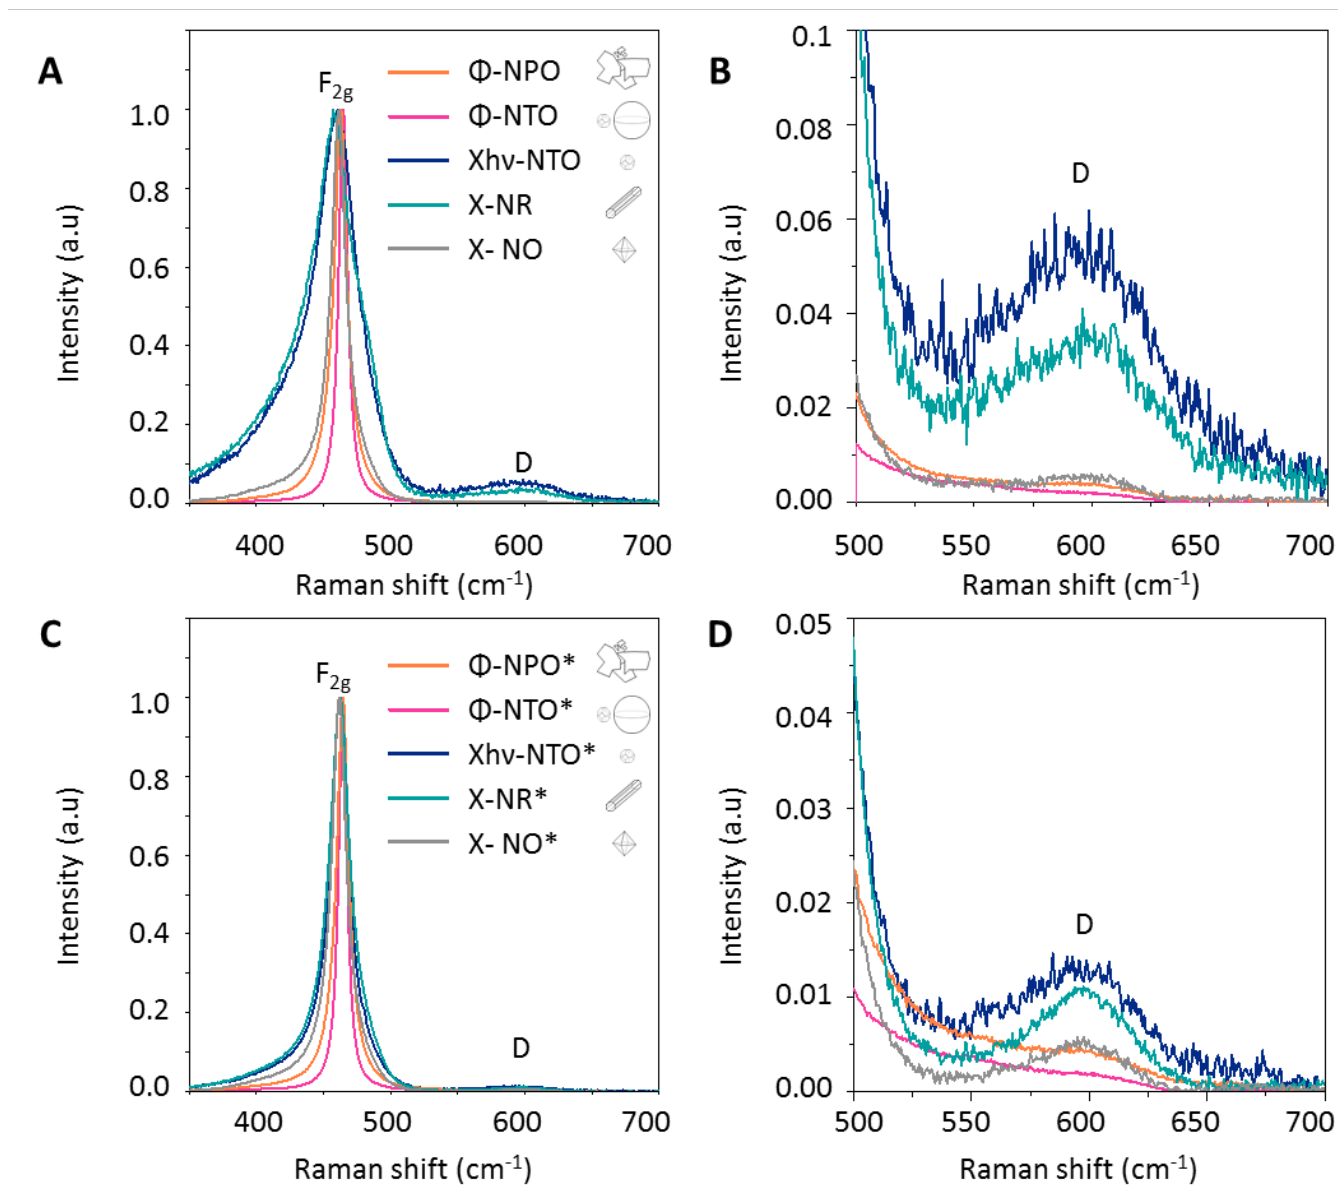 A
F2g
Φ-NPO
Φ-NTO
Xhν-NTO
X-NR
X- NO
D
1.0
0.8
0.6
0.4
0.2
0.0
Intensity (a.u)
400 500 600 700
Raman shift (cm-1)
B
D
0.1
0.08
0.06
0.04
0.02
0.00
Intensity (a.u)
500 550 600 650 700
Raman shift (cm-1)
C
F2g
Φ-NPO*
Φ-NTO*
Xhν-NTO*
X-NR*
X- NO*
D
1.0
0.8
0.6
0.4
0.2
0.0
Intensity (a.u)
400 500 600 700
Raman shift (cm-1)
D
D
0.05
0.04
0.03
0.02
0.01
0.00
Intensity (a.u)
500 550 600 650 700
Raman shift (cm-1)